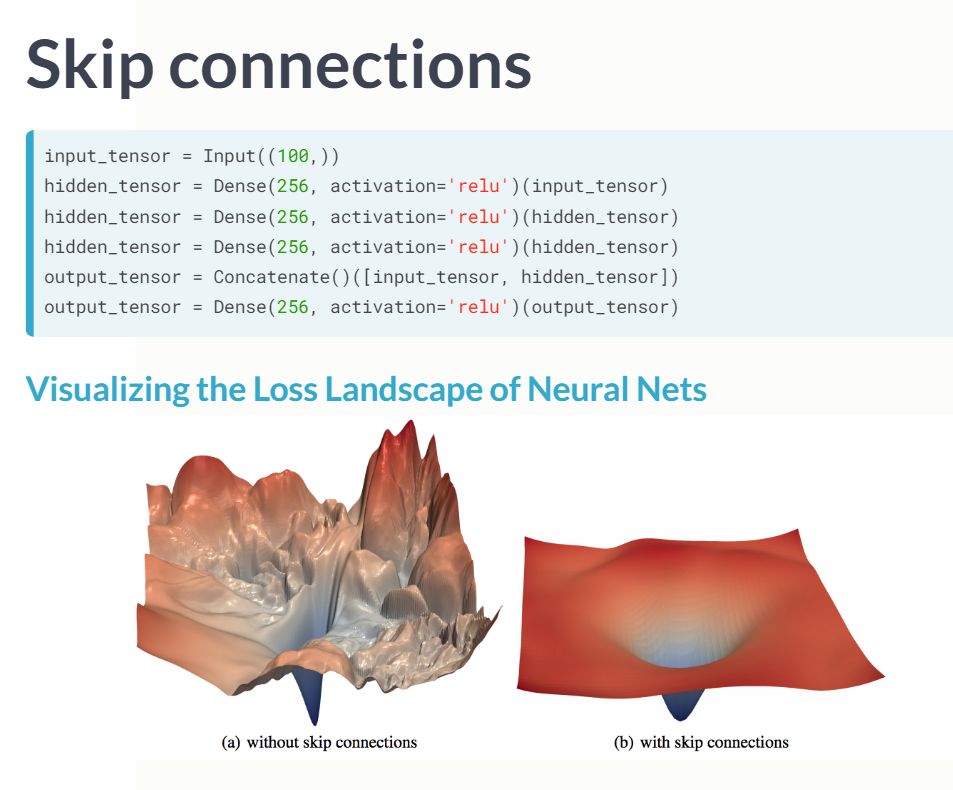 Skip connections
input_tensor = Input((100,))
hidden_tensor = Dense(256, activation='relu')(input_tensor)
hidden_tensor = Dense(256, activation='relu')(hidden_tensor)
hidden_tensor = Dense(256, activation='relu')(hidden_tensor)
output_tensor = Concatenate()([input_tensor, hidden_tensor])
output_tensor = Dense(256, activation='relu')(output_tensor)
Visualizing the Loss Landscape of Neural Nets
(a) without skip connections
(b) with skip connections